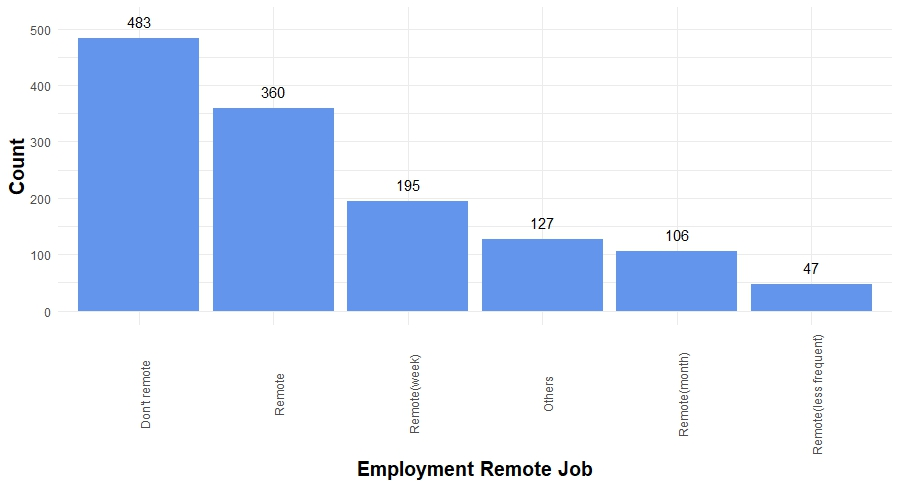 483
500
360
400
300
195
200
127
106
100
47
0
Count
Don't remote
Remote
Remote(week)
Others
Remote(month)
Remote(less frequent)
Employment Remote Job